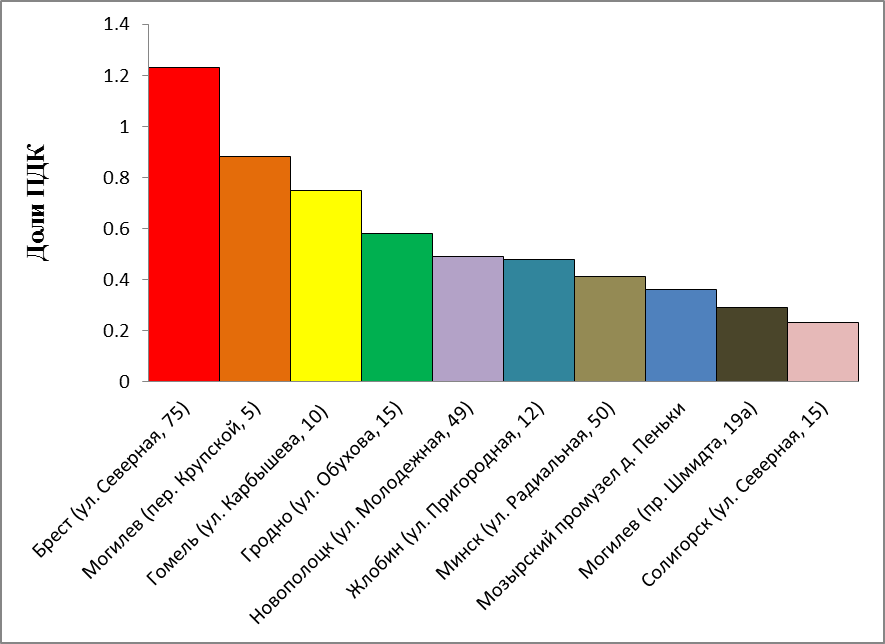 Доли ПДК
1.4
1.2
1
0.8
0.6
0.4
0.2
0
Брест (ул. Северная, 75)
Могилев (пер. Крупской, 5)
Гомель (ул. Карбышева, 10)
Гродно (ул. Обухова, 15)
Новополоцк (ул. Молодежная, 49)
Жлобин (ул. Пригородная, 12)
Минск (ул. Радиальная, 50)
Мозырский промузел д. Пеньки
Могилев (пр. Шмидта, 19а)
Солигорск (ул. Северная, 15)